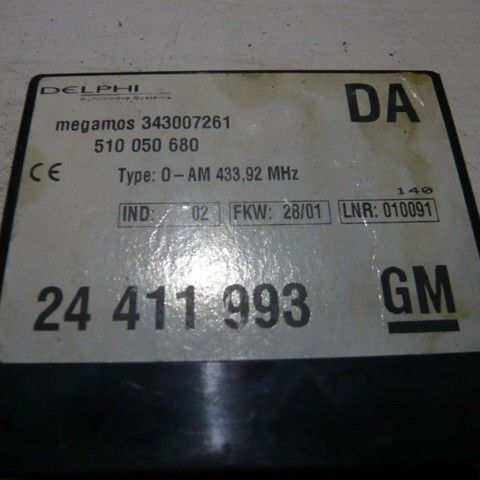 DELPHI
Automotive Systems
DA
megamos 343007261
510 050 680
CE Type: O-AM 433,92 MHz
140
IND: 02 FKW: 28/01 LNR: 010091
24 411 993 GM